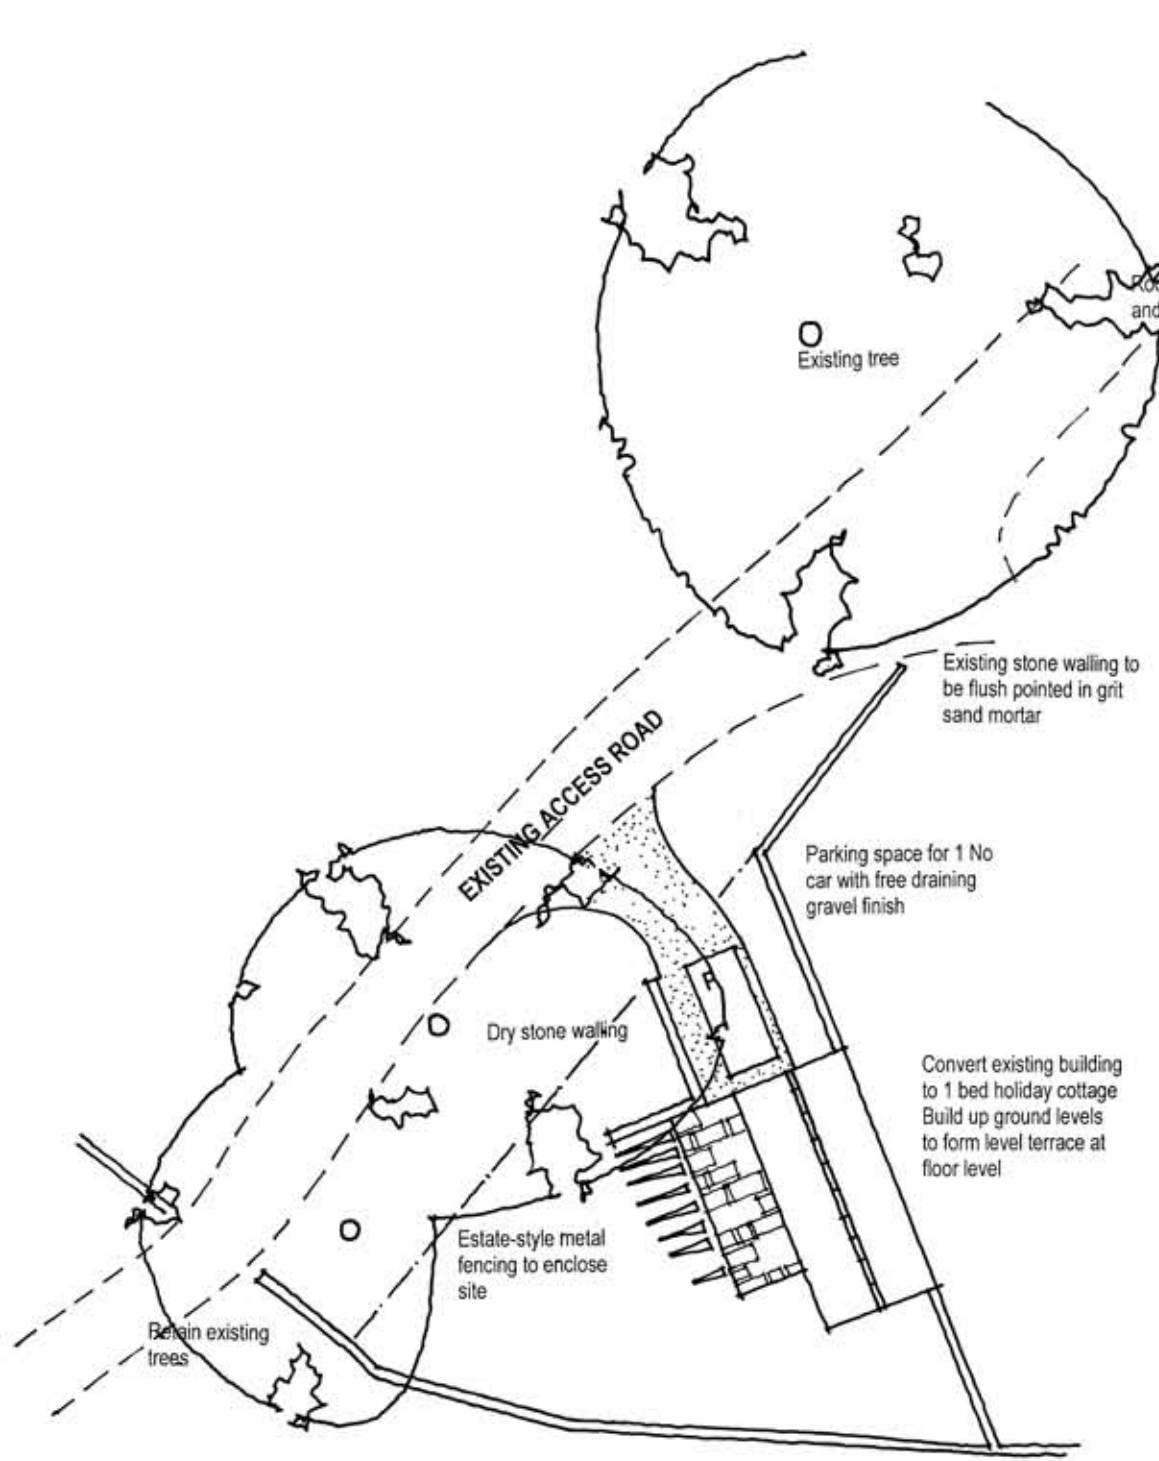 Existing tree
and
Existing stone walling to
be flush pointed in grit
sand mortar
EXISTING ACCESS ROAD
Parking space for 1 No
car with free draining
gravel finish
Dry stone walling
Convert existing building
to 1 bed holiday cottage
Build up ground levels
to form level terrace at
floor level
Estate-style metal
fencing to enclose
site
Retain existing
trees